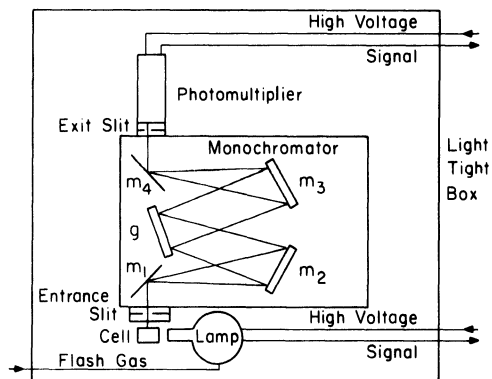 High Voltage
Signal
Photomultiplier
Exit Slit
Monochromator
Light
Tight
Box
m4
m3
g
m1
m2
Entrance
Slit
Cell
Lamp
High Voltage
Signal
Flash Gas